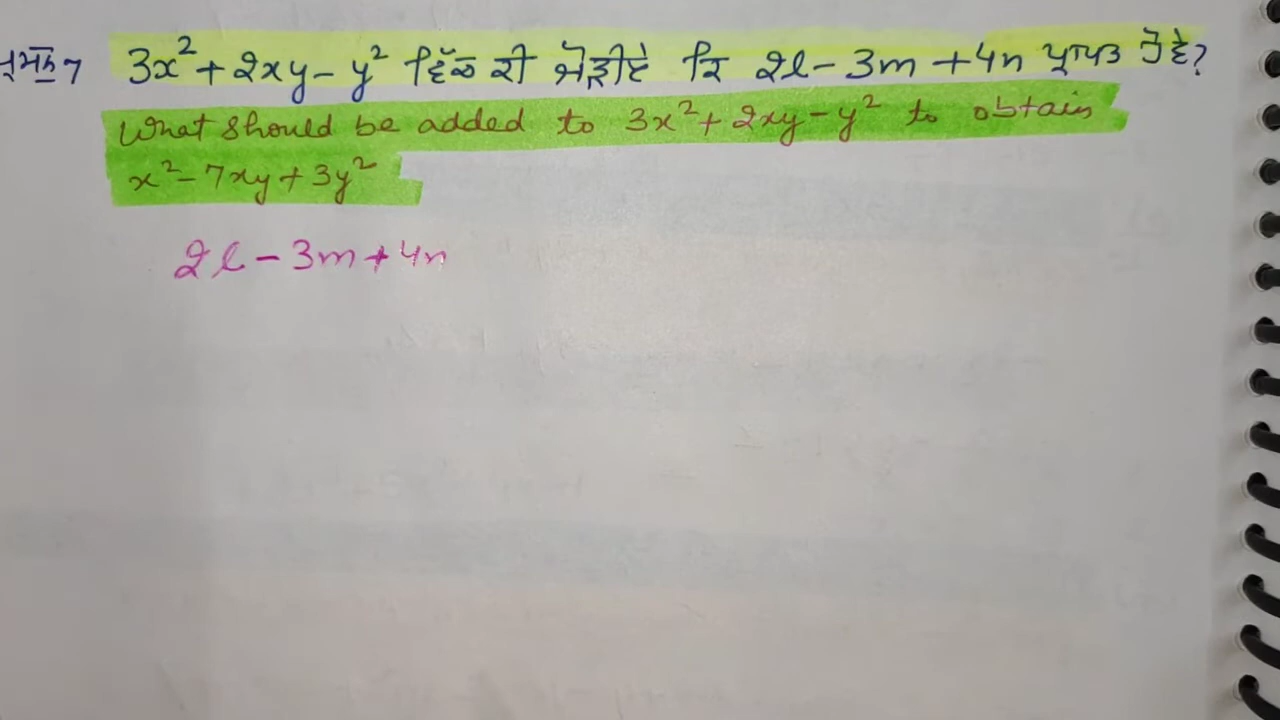 ਪ੍ਰਸ਼ਨ 7 3x² + 2xy - y² ਵਿੱਚ ਕੀ ਜੋੜੀਏ ਕਿ 2l - 3m + 4n ਪ੍ਰਾਪਤ ਹੋਵੇ?
What should be added to 3x² + 2xy - y² to obtain
x² - 7xy + 3y²
2l - 3m + 4n